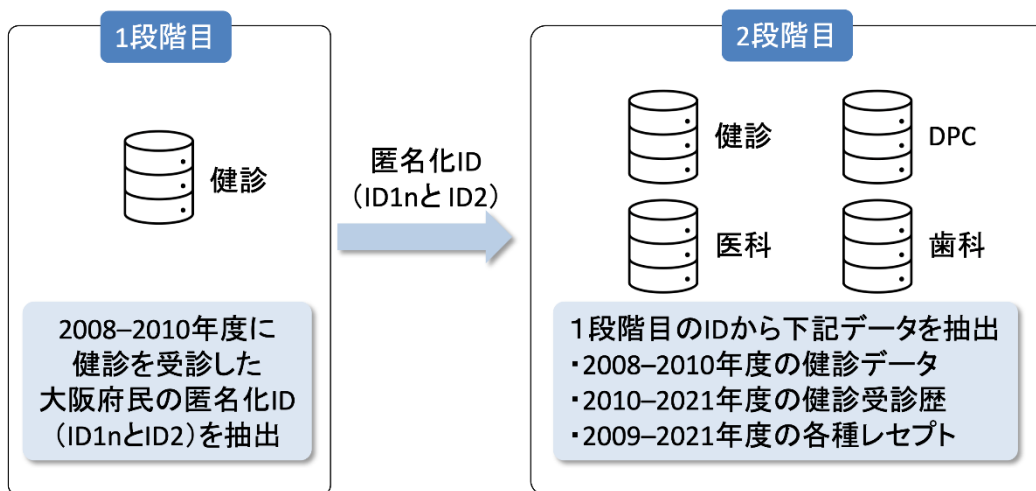 1段階目
健診
2008–2010年度に
健診を受診した
大阪府民の匿名化ID
（ID1nとID2）を抽出
匿名化ID
（ID1nと ID2）
2段階目
健診
DPC
医科
歯科
１段階目のIDから下記データを抽出
・2008–2010年度の健診データ
・2010–2021年度の健診受診歴
・2009–2021年度の各種レセプト